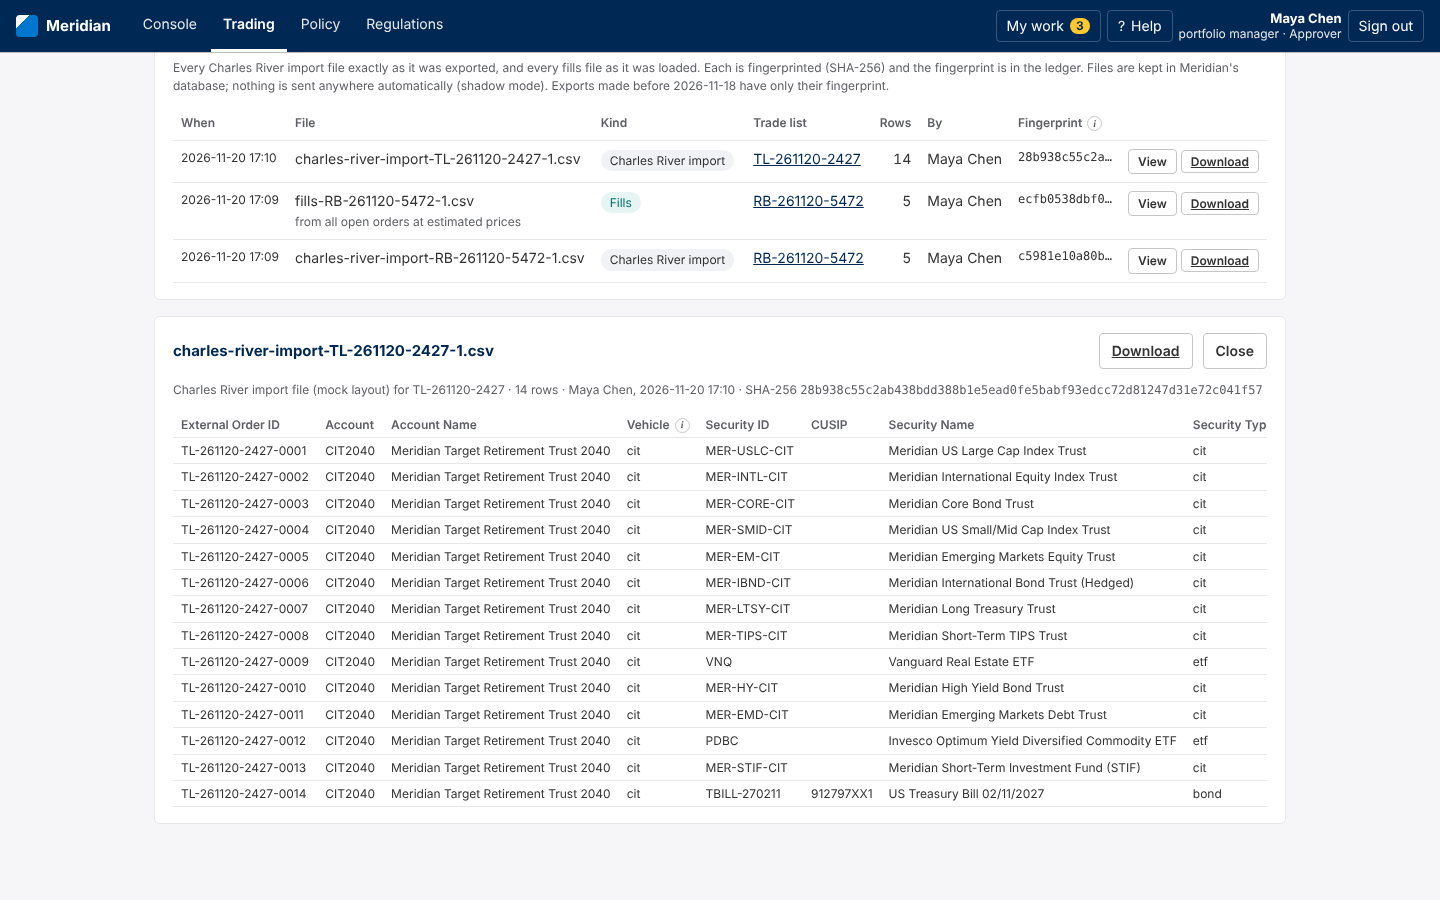 Meridian Console Trading Policy Regulations My work 3 ? Help Maya Chen Sign out
portfolio manager · Approver
Every Charles River import file exactly as it was exported, and every fills file as it was loaded. Each is fingerprinted (SHA-256) and the fingerprint is in the ledger. Files are kept in Meridian's
database; nothing is sent anywhere automatically (shadow mode). Exports made before 2026-11-18 have only their fingerprint.
When File Kind Trade list Rows By Fingerprint i
2026-11-20 17:10 charles-river-import-TL-261120-2427-1.csv Charles River import TL-261120-2427 14 Maya Chen 28b938c55c2a… View Download
2026-11-20 17:09 fills-RB-261120-5472-1.csv Fills RB-261120-5472 5 Maya Chen ecfb0538dbf0… View Download
from all open orders at estimated prices
2026-11-20 17:09 charles-river-import-RB-261120-5472-1.csv Charles River import RB-261120-5472 5 Maya Chen c5981e10a80b… View Download
charles-river-import-TL-261120-2427-1.csv Download Close
Charles River import file (mock layout) for TL-261120-2427 · 14 rows · Maya Chen, 2026-11-20 17:10 · SHA-256 28b938c55c2ab438bdd388b1e5ead0fe5babf93edcc72d81247d31e72c041f57
External Order ID Account Account Name Vehicle i Security ID CUSIP Security Name Security Typ
TL-261120-2427-0001 CIT2040 Meridian Target Retirement Trust 2040 cit MER-USLC-CIT Meridian US Large Cap Index Trust cit
TL-261120-2427-0002 CIT2040 Meridian Target Retirement Trust 2040 cit MER-INTL-CIT Meridian International Equity Index Trust cit
TL-261120-2427-0003 CIT2040 Meridian Target Retirement Trust 2040 cit MER-CORE-CIT Meridian Core Bond Trust cit
TL-261120-2427-0004 CIT2040 Meridian Target Retirement Trust 2040 cit MER-SMID-CIT Meridian US Small/Mid Cap Index Trust cit
TL-261120-2427-0005 CIT2040 Meridian Target Retirement Trust 2040 cit MER-EM-CIT Meridian Emerging Markets Equity Trust cit
TL-261120-2427-0006 CIT2040 Meridian Target Retirement Trust 2040 cit MER-IBND-CIT Meridian International Bond Trust (Hedged) cit
TL-261120-2427-0007 CIT2040 Meridian Target Retirement Trust 2040 cit MER-LTSY-CIT Meridian Long Treasury Trust cit
TL-261120-2427-0008 CIT2040 Meridian Target Retirement Trust 2040 cit MER-TIPS-CIT Meridian Short-Term TIPS Trust cit
TL-261120-2427-0009 CIT2040 Meridian Target Retirement Trust 2040 cit VNQ Vanguard Real Estate ETF etf
TL-261120-2427-0010 CIT2040 Meridian Target Retirement Trust 2040 cit MER-HY-CIT Meridian High Yield Bond Trust cit
TL-261120-2427-0011 CIT2040 Meridian Target Retirement Trust 2040 cit MER-EMD-CIT Meridian Emerging Markets Debt Trust cit
TL-261120-2427-0012 CIT2040 Meridian Target Retirement Trust 2040 cit PDBC Invesco Optimum Yield Diversified Commodity ETF etf
TL-261120-2427-0013 CIT2040 Meridian Target Retirement Trust 2040 cit MER-STIF-CIT Meridian Short-Term Investment Fund (STIF) cit
TL-261120-2427-0014 CIT2040 Meridian Target Retirement Trust 2040 cit TBILL-270211 912797XX1 US Treasury Bill 02/11/2027 bond